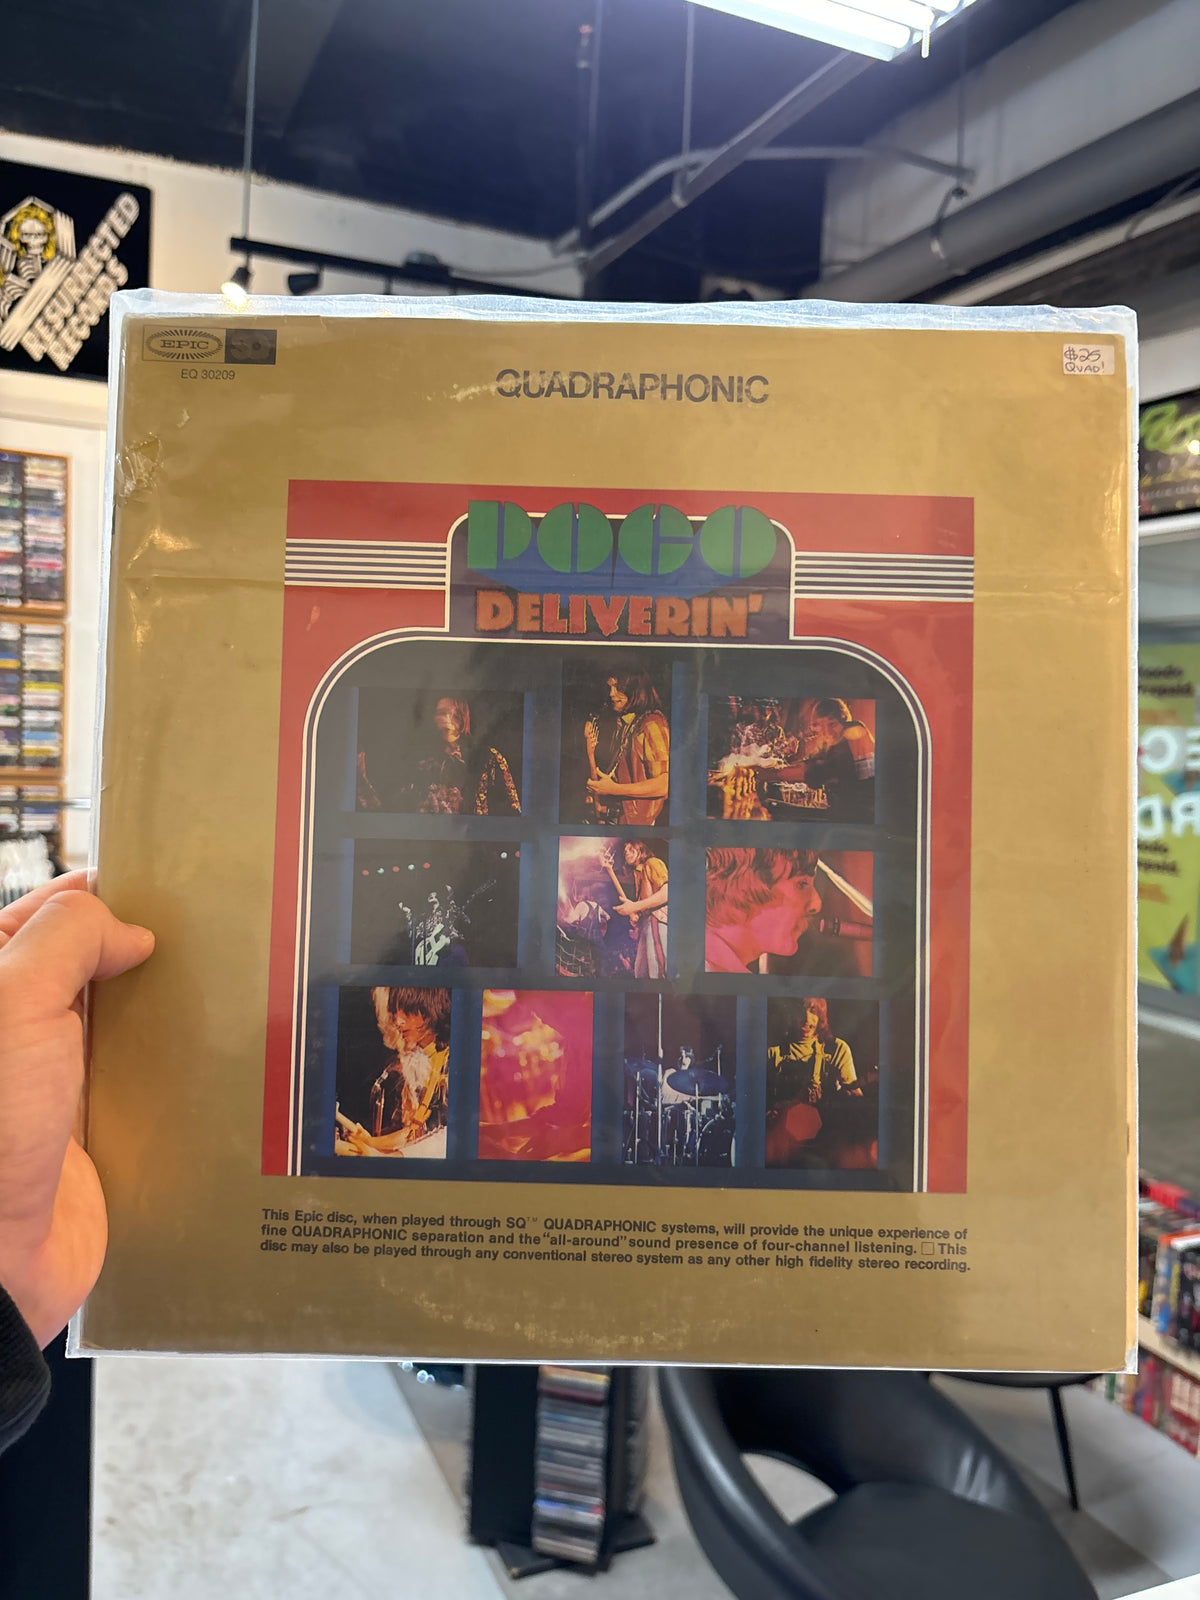 RESURRECTED
RECORDS
EPIC
SQ
EQ 30209
QUADRAPHONIC
$25
QUAD!
POCO
DELIVERIN'
This Epic disc, when played through SQ™ QUADRAPHONIC systems, will provide the unique experience of
fine QUADRAPHONIC separation and the "all-around" sound presence of four-channel listening. □ This
disc may also be played through any conventional stereo system as any other high fidelity stereo recording.